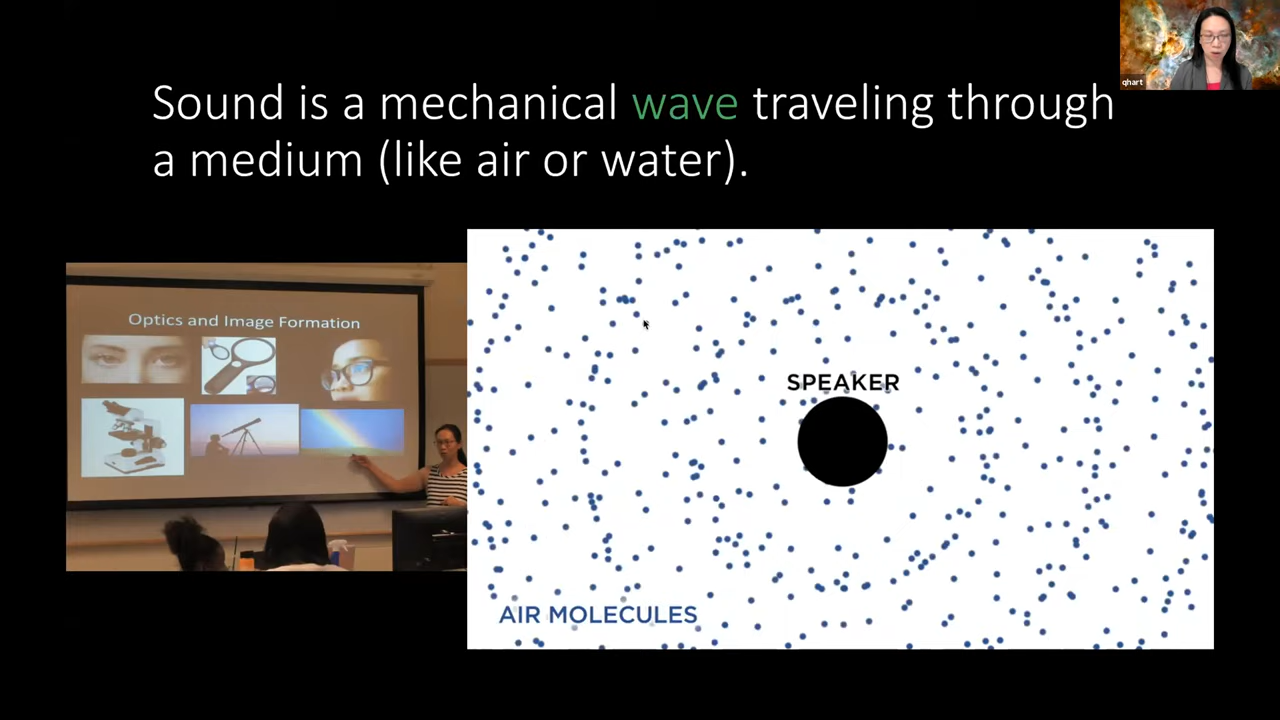 qhart
Sound is a mechanical wave traveling through
a medium (like air or water).
Optics and Image Formation
SPEAKER
AIR MOLECULES